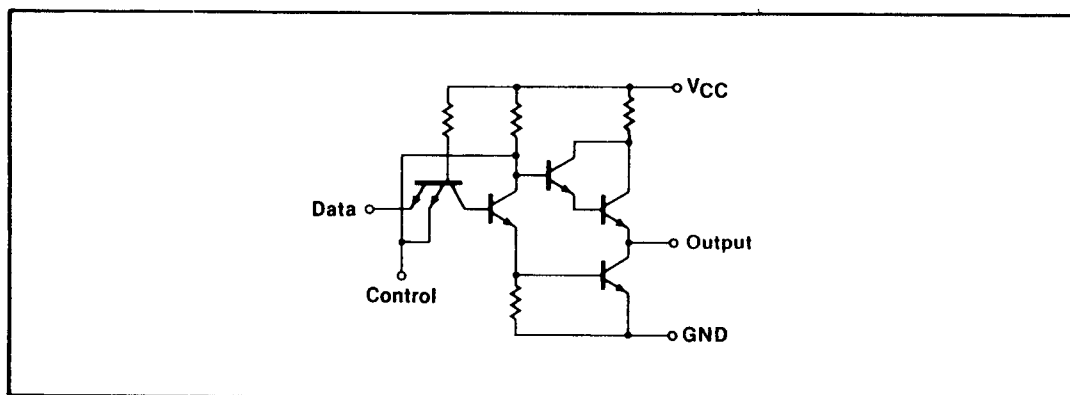 VCC
Data
Output
Control
GND